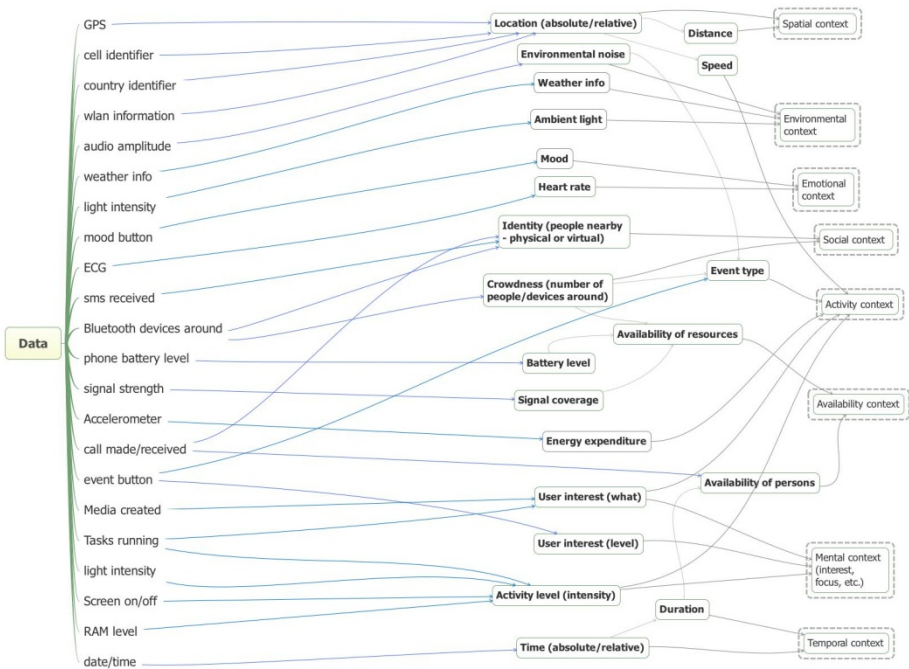 Data
GPS
cell identifier
country identifier
wlan information
audio amplitude
weather info
light intensity
mood button
ECG
sms received
Bluetooth devices around
phone battery level
signal strength
Accelerometer
call made/received
event button
Media created
Tasks running
light intensity
Screen on/off
RAM level
date/time
Location (absolute/relative)
Environmental noise
Weather info
Ambient light
Mood
Heart rate
Identity (people nearby
- physical or virtual)
Crowdness (number of
people/devices around)
Battery level
Signal coverage
Energy expenditure
User interest (what)
User interest (level)
Activity level (intensity)
Time (absolute/relative)
Distance
Speed
Event type
Availability of resources
Availability of persons
Duration
Spatial context
Environmental
context
Emotional
context
Social context
Activity context
Availability context
Mental context
(interest,
focus, etc.)
Temporal context